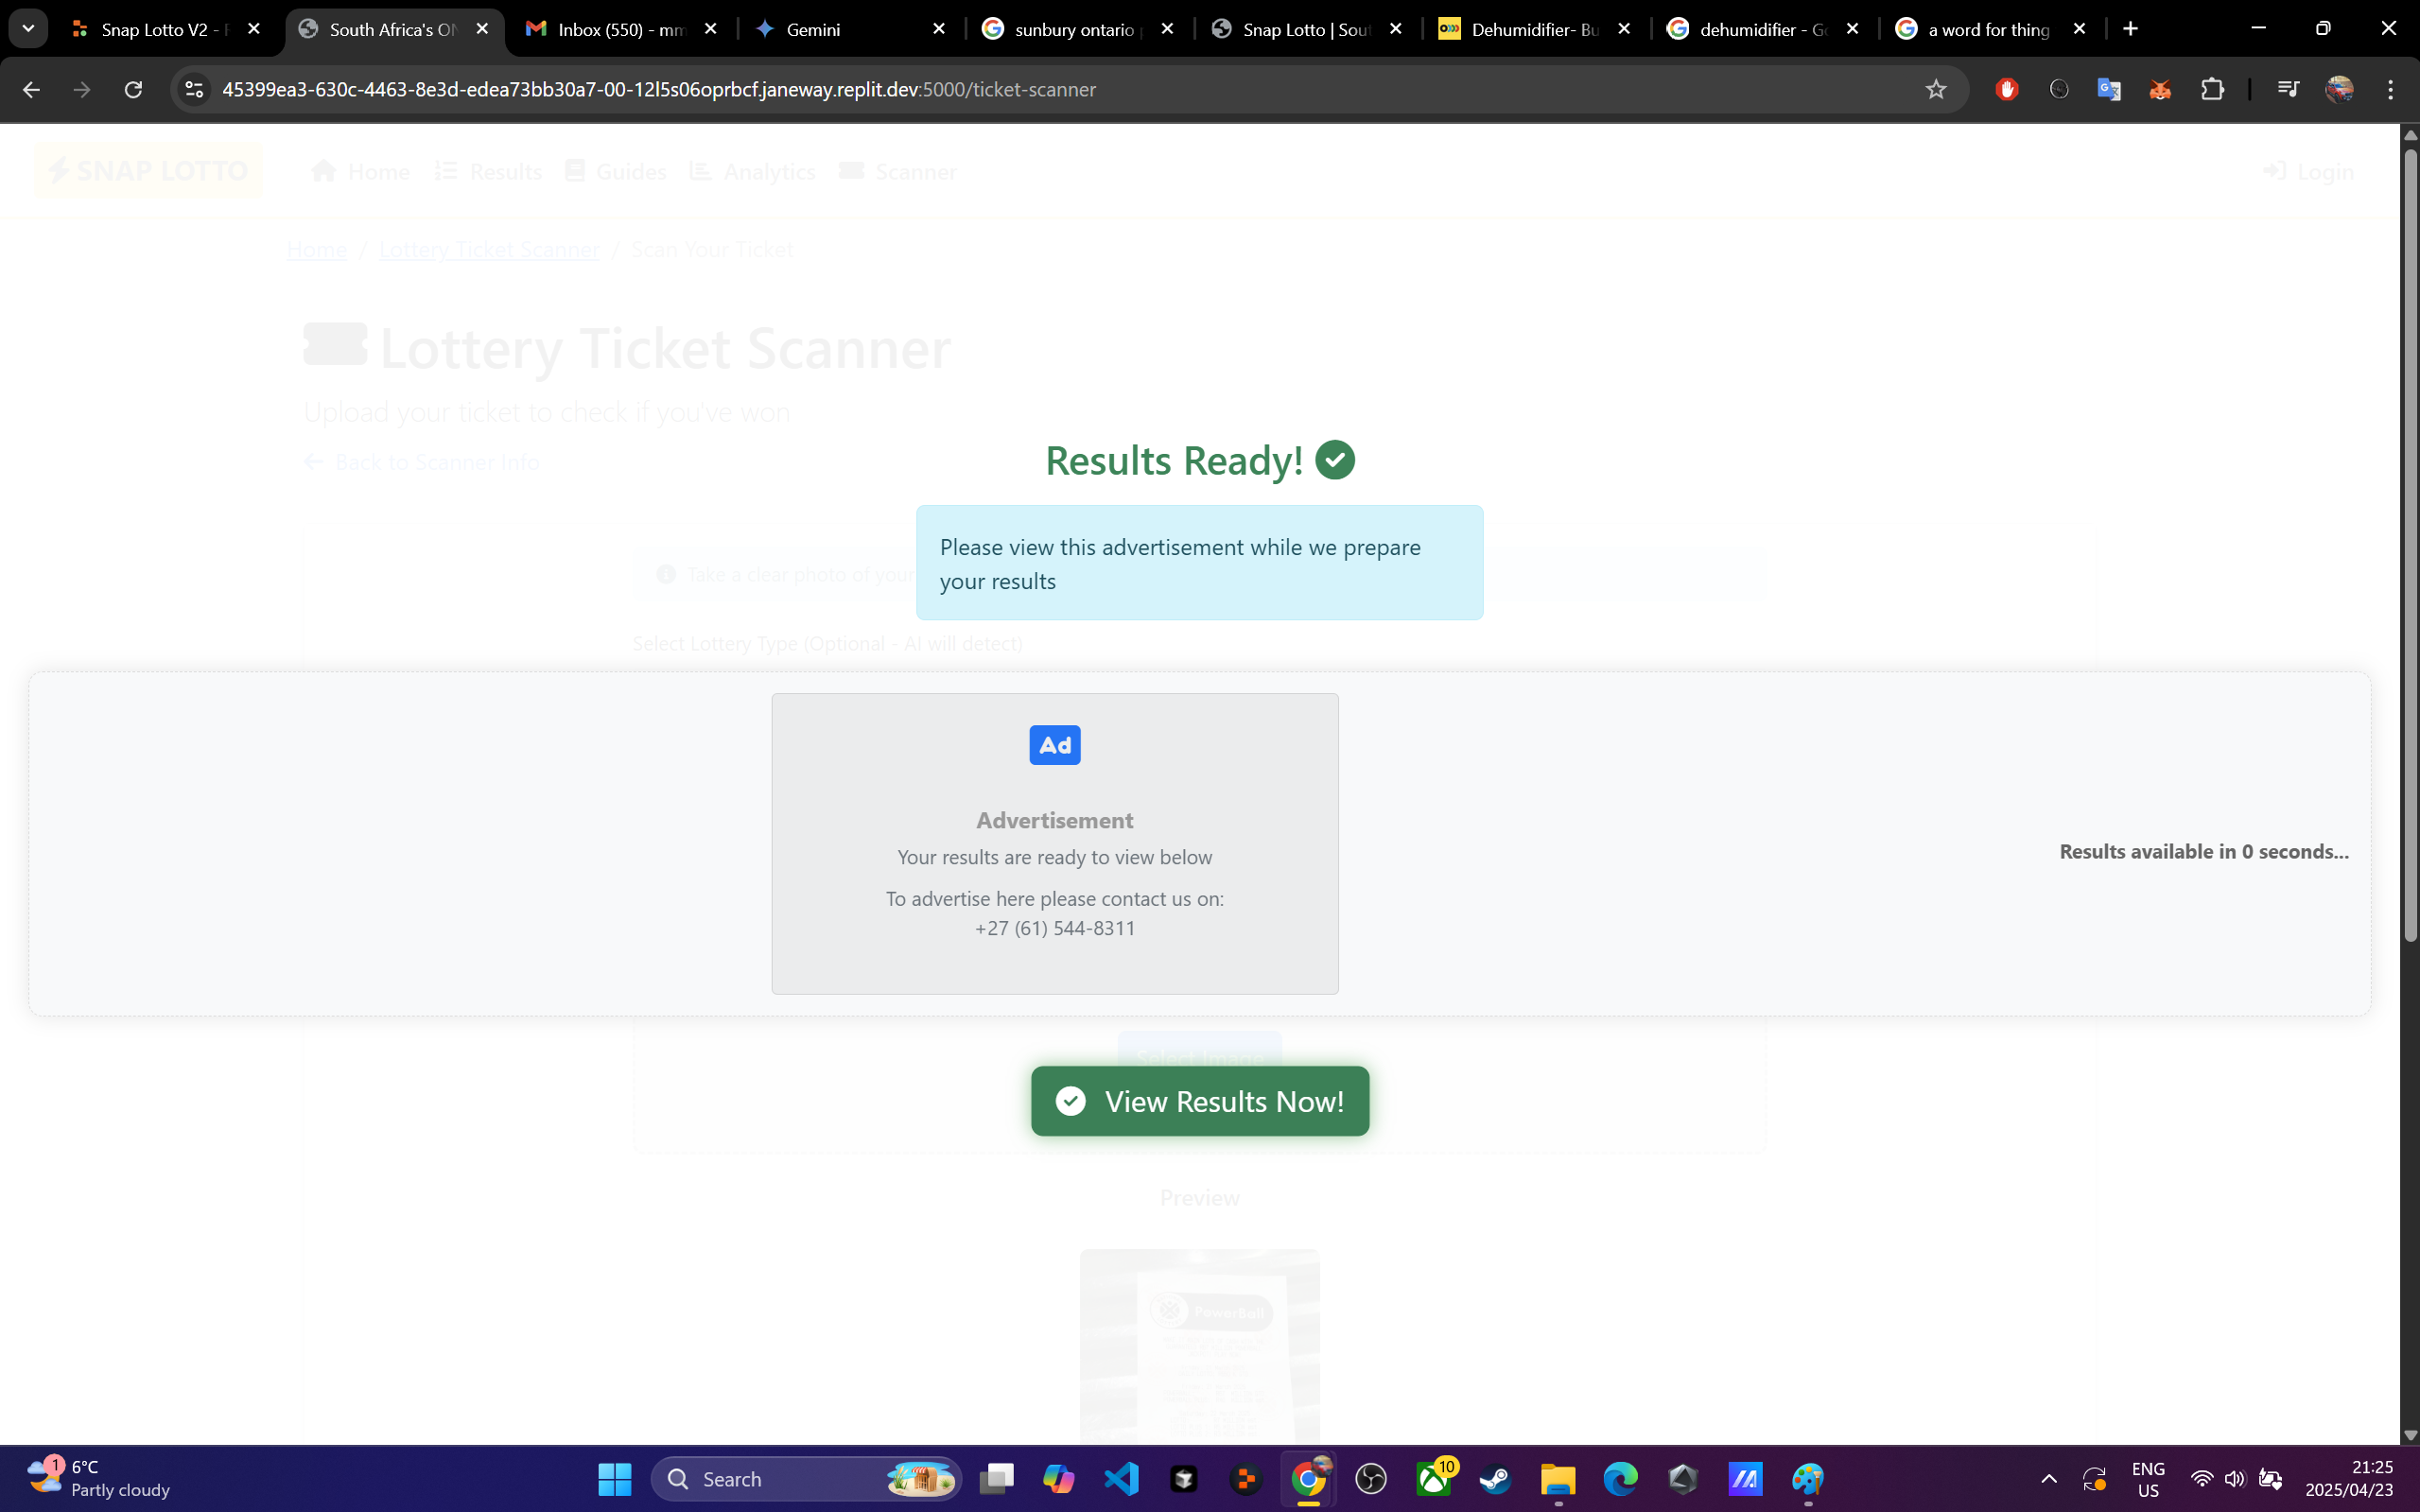 Snap Lotto V2 - R
South Africa's ON
Inbox (550) - mm
Gemini
sunbury ontario p
Snap Lotto | Sout
Dehumidifier- Bu
dehumidifier - Go
a word for thing
45399ea3-630c-4463-8e3d-edea73bb30a7-00-12l5s06oprbcf.janeway.replit.dev:5000/ticket-scanner
SNAP LOTTO
Home
Results
Guides
Analytics
Scanner
Login
Home / Lottery Ticket Scanner / Scan Your Ticket
Lottery Ticket Scanner
Upload your ticket to check if you've won
Back to Scanner Info
Results Ready!
Please view this advertisement while we prepare
your results
Take a clear photo of your
Select Lottery Type (Optional - AI will detect)
Ad
Advertisement
Your results are ready to view below
To advertise here please contact us on:
+27 (61) 544-8311
Results available in 0 seconds...
Select Image
View Results Now!
Preview
PowerBall
1
6°C
Partly cloudy
Search
10
ENG
US
21:25
2025/04/23